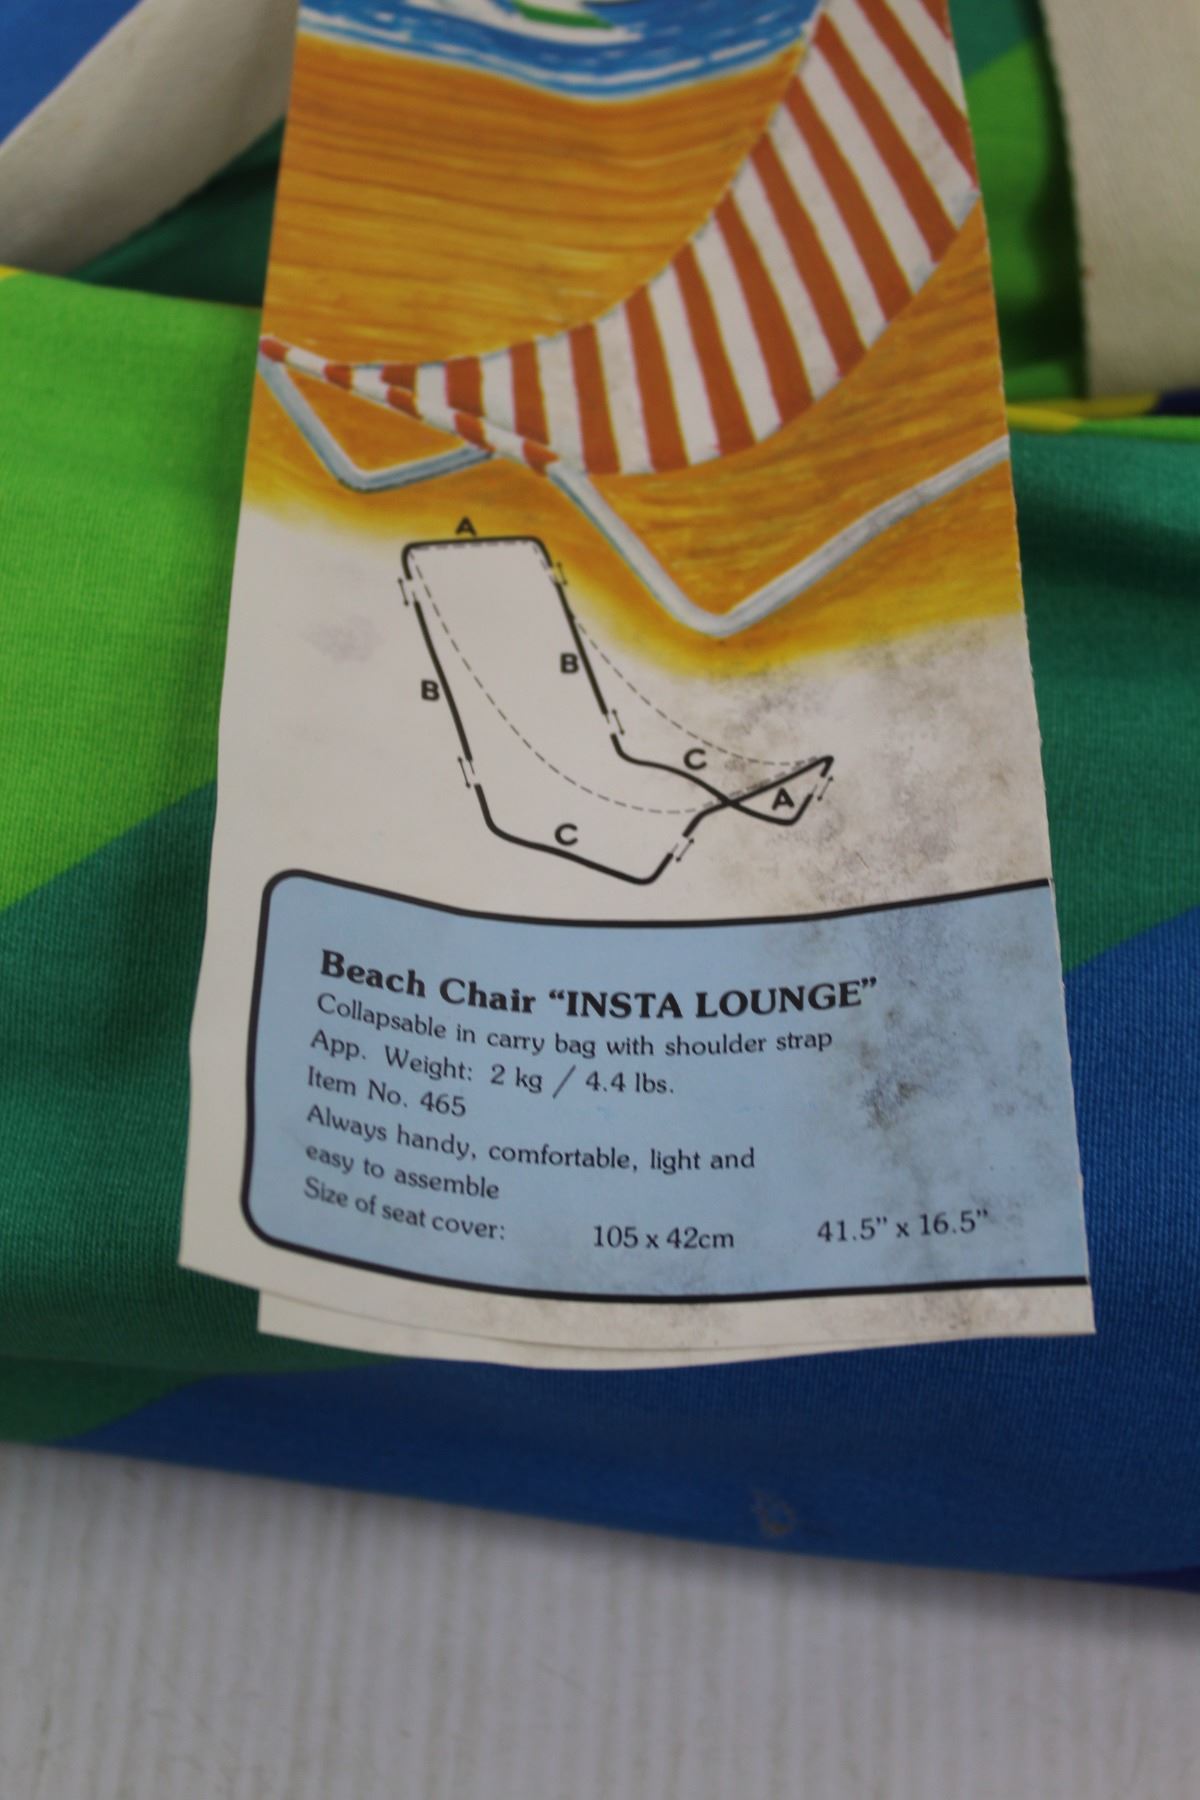 A
B
B
C
A
C
Beach Chair “INSTA LOUNGE”
Collapsable in carry bag with shoulder strap
App. Weight: 2 kg / 4.4 lbs.
Item No. 465
Always handy, comfortable, light and
easy to assemble
Size of seat cover: 105 x 42cm 41.5” x 16.5”